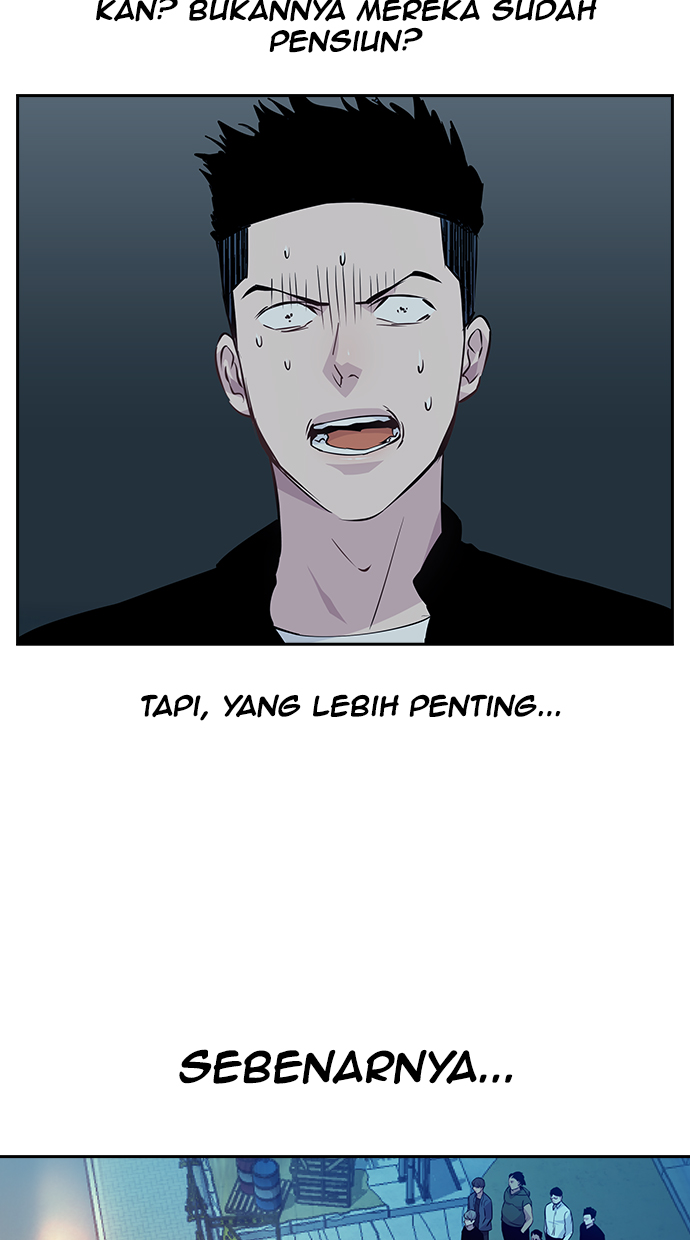 KAN? BUKANNYA MEREKA SUDAH
PENSIUN?
TAPI, YANG LEBIH PENTING...
SEBENARNYA...